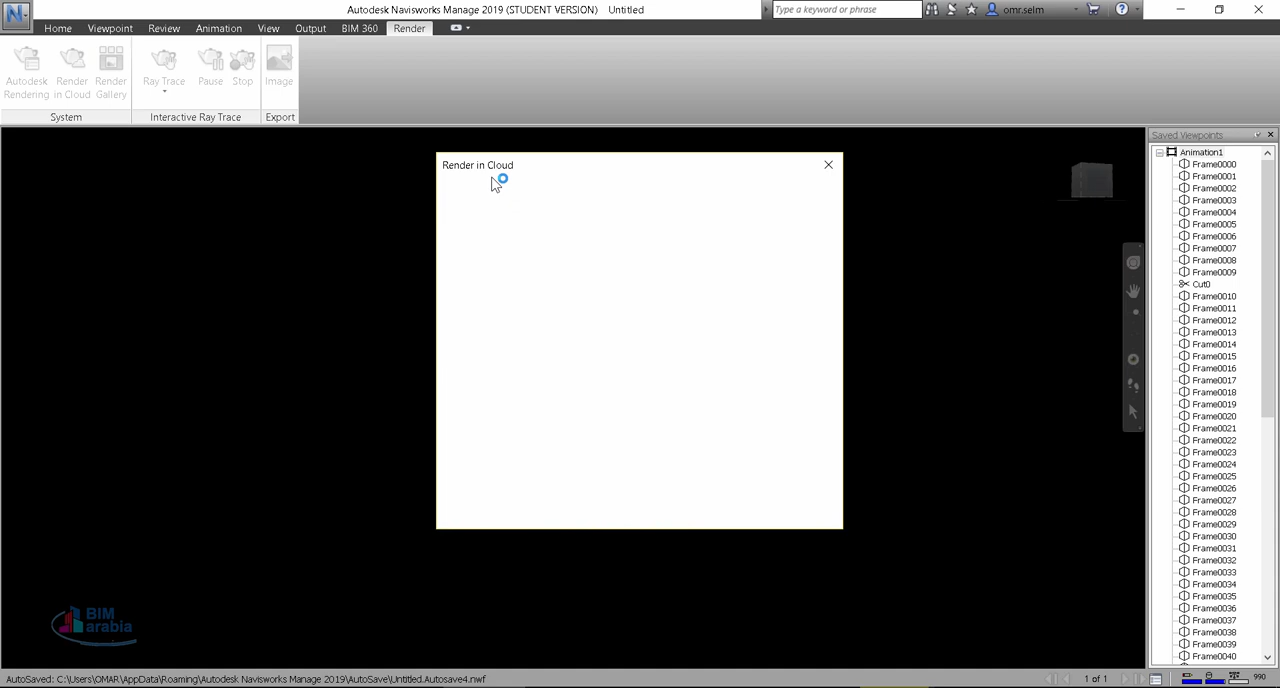 Autodesk Navisworks Manage 2019 (STUDENT VERSION) Untitled
Type a keyword or phrase
omr.selm
Home Viewpoint Review Animation View Output BIM 360 Render
Autodesk Rendering
Render in Cloud
Render Gallery
Ray Trace
Pause
Stop
Image
System
Interactive Ray Trace
Export
Render in Cloud
Saved Viewpoints
Animation1
Frame0000
Frame0001
Frame0002
Frame0003
Frame0004
Frame0005
Frame0006
Frame0007
Frame0008
Frame0009
Cut0
Frame0010
Frame0011
Frame0012
Frame0013
Frame0014
Frame0015
Frame0016
Frame0017
Frame0018
Frame0019
Frame0020
Frame0021
Frame0022
Frame0023
Frame0024
Frame0025
Frame0026
Frame0027
Frame0028
Frame0029
Frame0030
Frame0031
Frame0032
Frame0033
Frame0034
Frame0035
Frame0036
Frame0037
Frame0038
Frame0039
Frame0040
BIM
arabia
AutoSaved: C:\Users\OMAR\AppData\Roaming\Autodesk Navisworks Manage 2019\AutoSave\Untitled.Autosave4.nwf
1 of 1
990